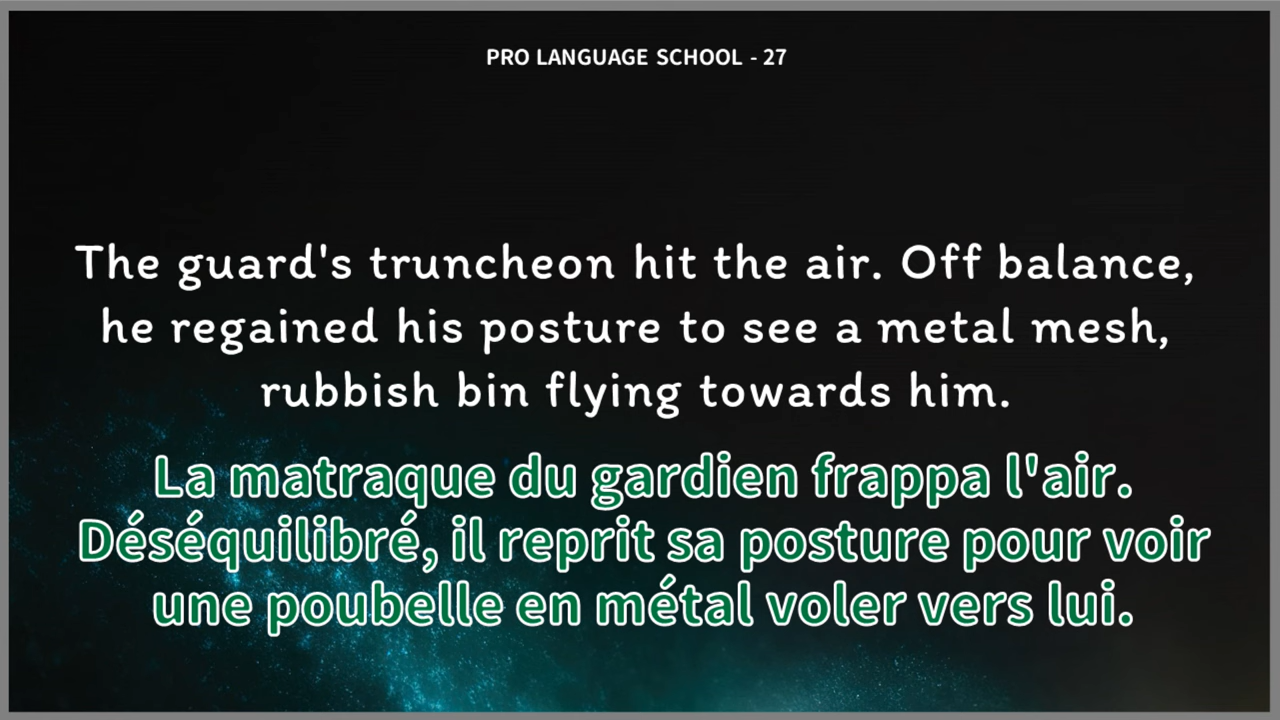 PRO LANGUAGE SCHOOL - 27
The guard's truncheon hit the air. Off balance,
he regained his posture to see a metal mesh,
rubbish bin flying towards him.
La matraque du gardien frappa l'air.
Déséquilibré, il reprit sa posture pour voir
une poubelle en métal voler vers lui.